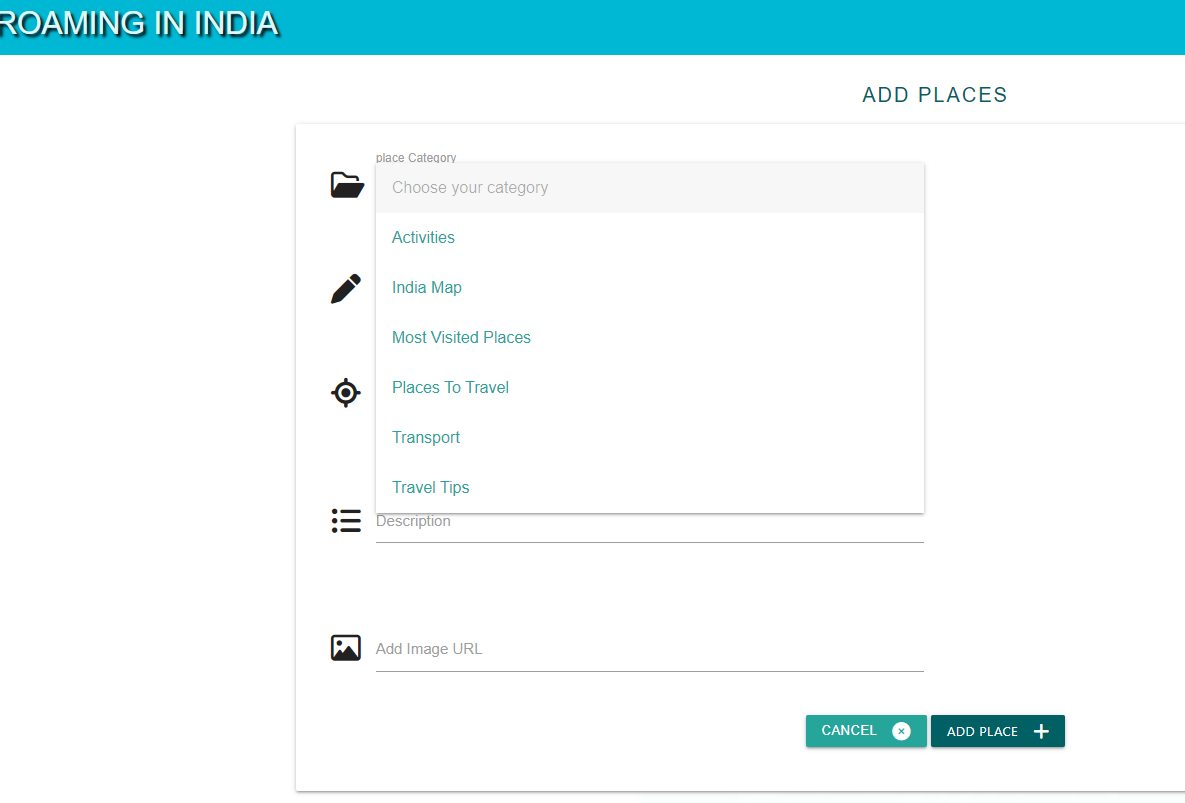 ROAMING IN INDIA
ADD PLACES
place Category
Choose your category
Activities
India Map
Most Visited Places
Places To Travel
Transport
Travel Tips
Description
Add Image URL
CANCEL
ADD PLACE